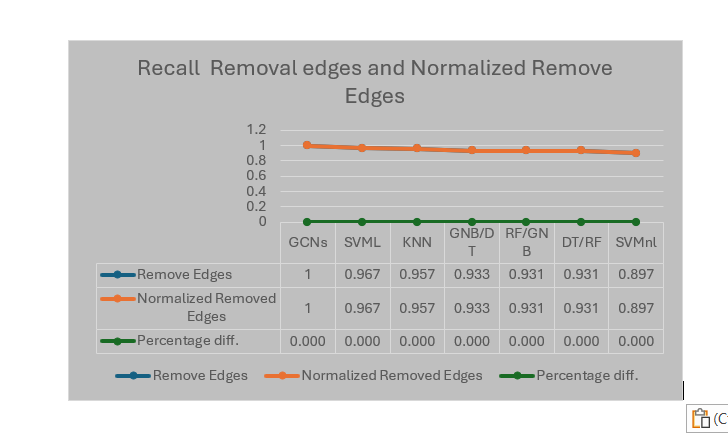 Recall  Removal edges and Normalized Remove
Edges
1.2
1
0.8
0.6
0.4
0.2
0
GCNs SVML KNN GNB/D RF/GN DT/RF SVMnl
T B
Remove Edges 1 0.967 0.957 0.933 0.931 0.931 0.897
Normalized Removed
Edges 1 0.967 0.957 0.933 0.931 0.931 0.897
Percentage diff. 0.000 0.000 0.000 0.000 0.000 0.000 0.000
Remove Edges Normalized Removed Edges Percentage diff.